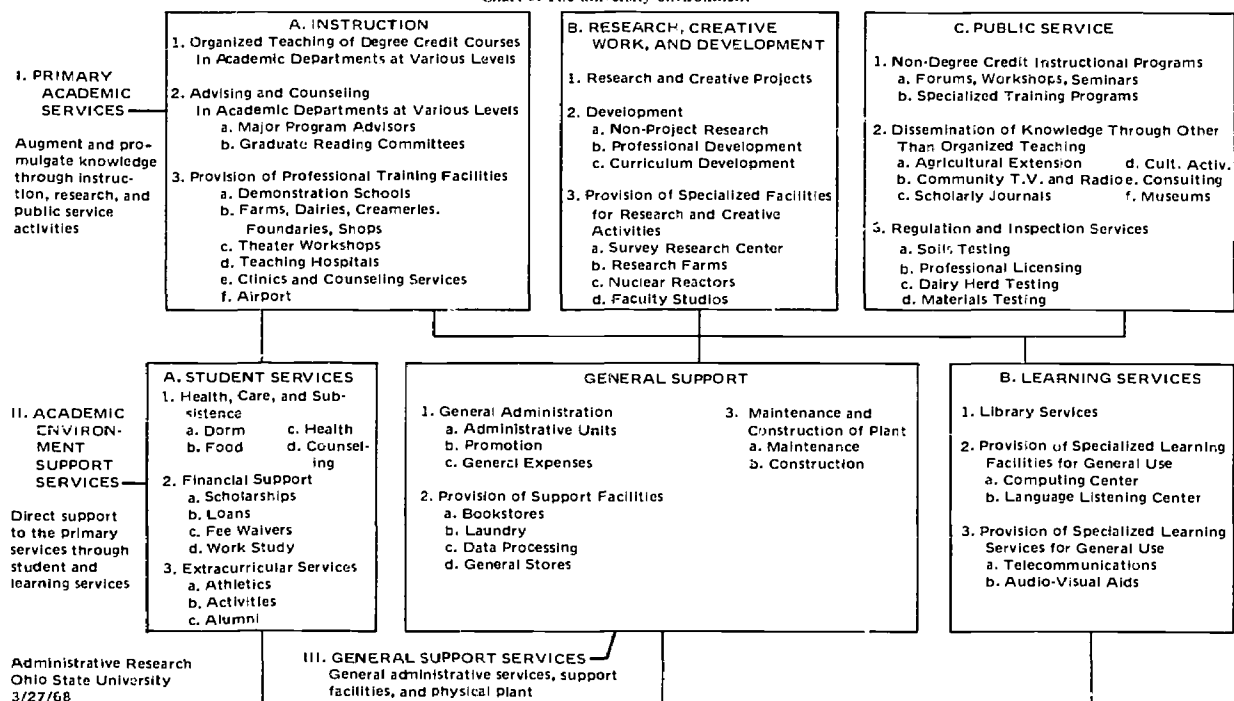 I. PRIMARY
ACADEMIC
SERVICES
Augment and pro-
mulgate knowledge
through instruc-
tion, research, and
public service
activities
A. INSTRUCTION
1. Organized Teaching of Degree Credit Courses
In Academic Departments at Various Levels
2. Advising and Counseling
In Academic Departments at Various Levels
a. Major Program Advisors
b. Graduate Reading Committees
3. Provision of Professional Training Facilities
a. Demonstration Schools
b. Farms, Dairies, Creameries.
Foundaries, Shops
c. Theater Workshops
d. Teaching Hospitals
e. Clinics and Counseling Services
f. Airport
B. RESEARCH, CREATIVE
WORK, AND DEVELOPMENT
1. Research and Creative Projects
2. Development
a. Non-Project Research
b. Professional Development
c. Curriculum Development
3. Provision of Specialized Facilities
for Research and Creative
Activities
a. Survey Research Center
b. Research Farms
c. Nuclear Reactors
d. Faculty Studios
C. PUBLIC SERVICE
1. Non-Degree Credit Instructional Programs
a. Forums, Workshops, Seminars
b. Specialized Training Programs
2. Dissemination of Knowledge Through Other
Than Organized Teaching
a. Agricultural Extension d. Cult. Activ.
b. Community T.V. and Radio e. Consulting
c. Scholarly Journals f. Museums
3. Regulation and Inspection Services
a. Soils Testing
b. Professional Licensing
c. Dairy Herd Testing
d. Materials Testing
II. ACADEMIC
ENVIRON-
MENT
SUPPORT
SERVICES
Direct support
to the primary
services through
student and
learning services
A. STUDENT SERVICES
1. Health, Care, and Sub-
sistence
a. Dorm c. Health
b. Food d. Counsel-
ing
2. Financial Support
a. Scholarships
b. Loans
c. Fee Waivers
d. Work Study
3. Extracurricular Services
a. Athletics
b. Activities
c. Alumni
GENERAL SUPPORT
1. General Administration
a. Administrative Units
b. Promotion
c. General Expenses
2. Provision of Support Facilities
a. Bookstores
b. Laundry
c. Data Processing
d. General Stores
3. Maintenance and
Construction of Plant
a. Maintenance
b. Construction
B. LEARNING SERVICES
1. Library Services
2. Provision of Specialized Learning
Facilities for General Use
a. Computing Center
b. Language Listening Center
3. Provision of Specialized Learning
Services for General Use
a. Telecommunications
b. Audio-Visual Aids
III. GENERAL SUPPORT SERVICES
General administrative services, support
facilities, and physical plant
Administrative Research
Ohio State University
3/27/68